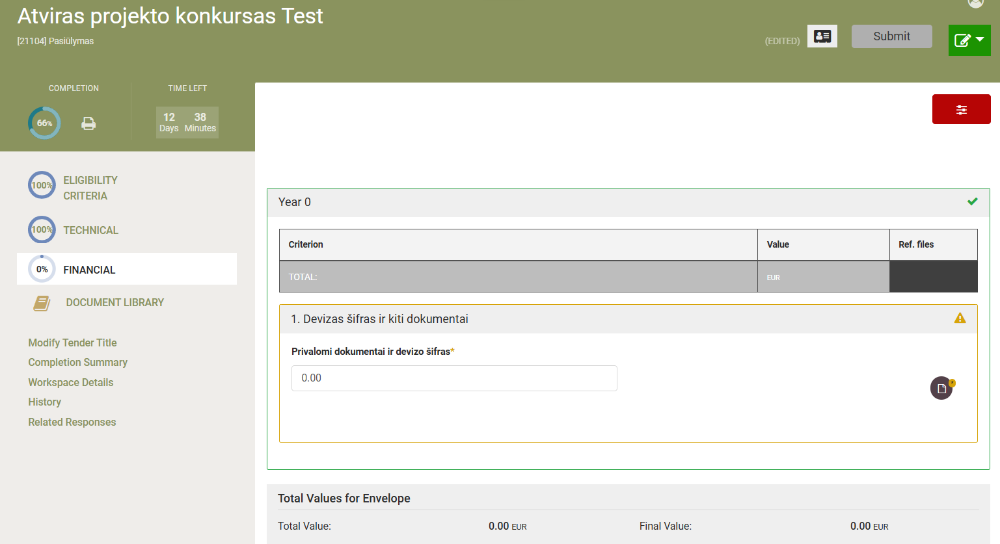 Atviras projekto konkursas Test
[21104] Pasiūlymas
(EDITED)
Submit
COMPLETION
TIME LEFT
66%
12 38
Days Minutes
100%
ELIGIBILITY
CRITERIA
100%
TECHNICAL
0%
FINANCIAL
DOCUMENT LIBRARY
Modify Tender Title
Completion Summary
Workspace Details
History
Related Responses
Year 0
Criterion Value Ref. files
TOTAL: EUR
1. Devizas šifras ir kiti dokumentai
Privalomi dokumentai ir devizo šifras*
0.00
*
Total Values for Envelope
Total Value: 0.00 EUR Final Value: 0.00 EUR